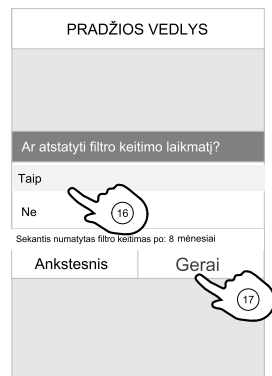 PRADŽIOS VEDLYS
Ar atstatyti filtro keitimo laikmatį?
Taip
16
Ne
Sekantis numatytas filtro keitimas po: 8 mėnesiai
Ankstesnis Gerai
17